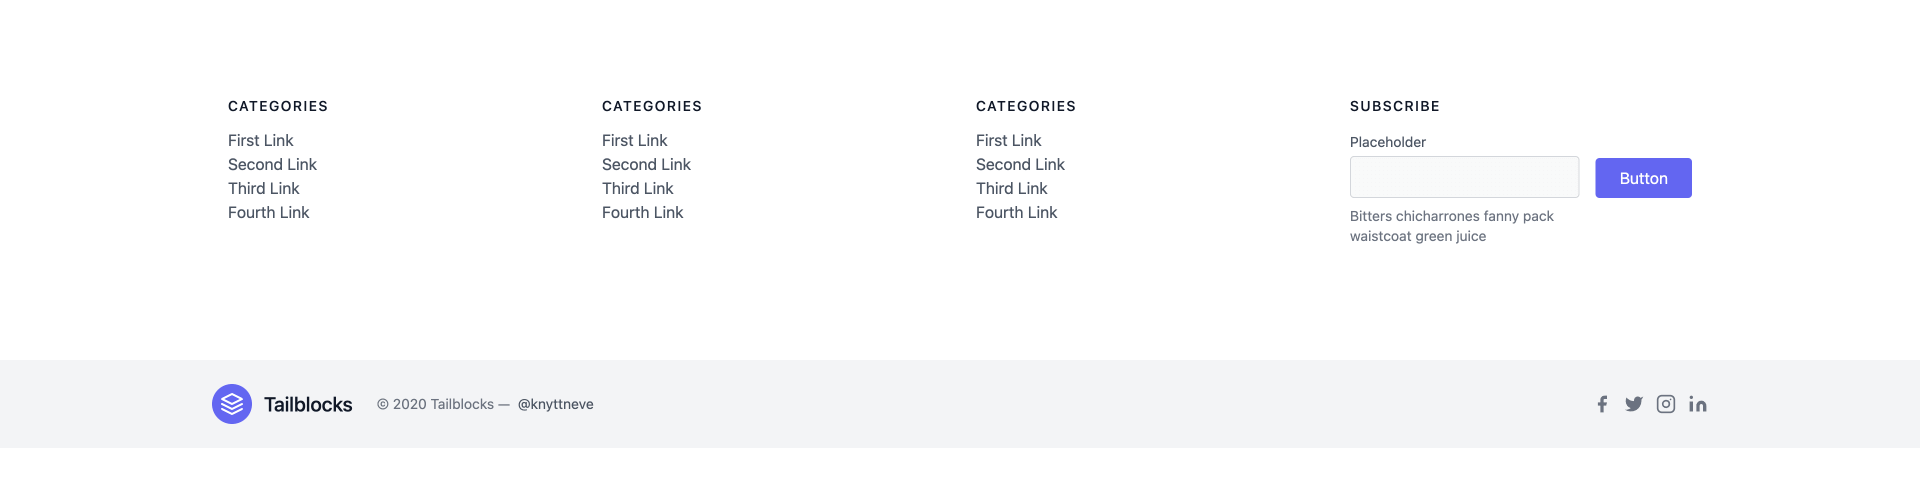 CATEGORIES
First Link
Second Link
Third Link
Fourth Link
CATEGORIES
First Link
Second Link
Third Link
Fourth Link
CATEGORIES
First Link
Second Link
Third Link
Fourth Link
SUBSCRIBE
Placeholder
Button
Bitters chicharrones fanny pack
waistcoat green juice
Tailblocks
© 2020 Tailblocks — @knyttneve